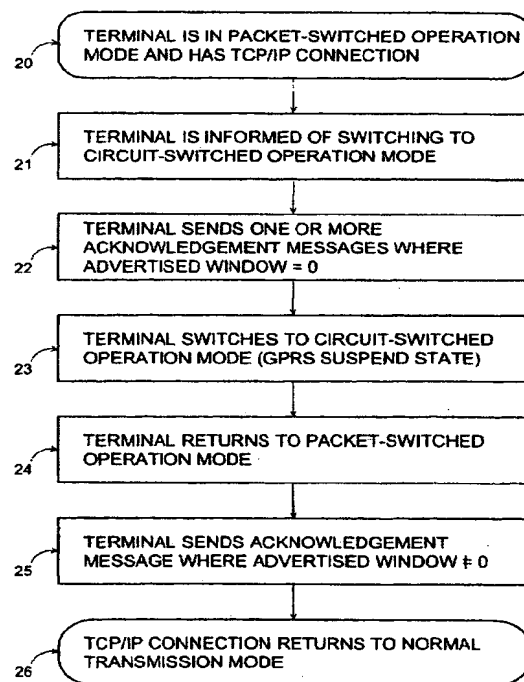 TERMINAL IS IN PACKET-SWITCHED OPERATION
MODE AND HAS TCP/IP CONNECTION
20
TERMINAL IS INFORMED OF SWITCHING TO
CIRCUIT-SWITCHED OPERATION MODE
21
TERMINAL SENDS ONE OR MORE
ACKNOWLEDGEMENT MESSAGES WHERE
ADVERTISED WINDOW = 0
22
TERMINAL SWITCHES TO CIRCUIT-SWITCHED
OPERATION MODE (GPRS SUSPEND STATE)
23
TERMINAL RETURNS TO PACKET-SWITCHED
OPERATION MODE
24
TERMINAL SENDS ACKNOWLEDGEMENT
MESSAGE WHERE ADVERTISED WINDOW ≠ 0
25
TCP/IP CONNECTION RETURNS TO NORMAL
TRANSMISSION MODE
26